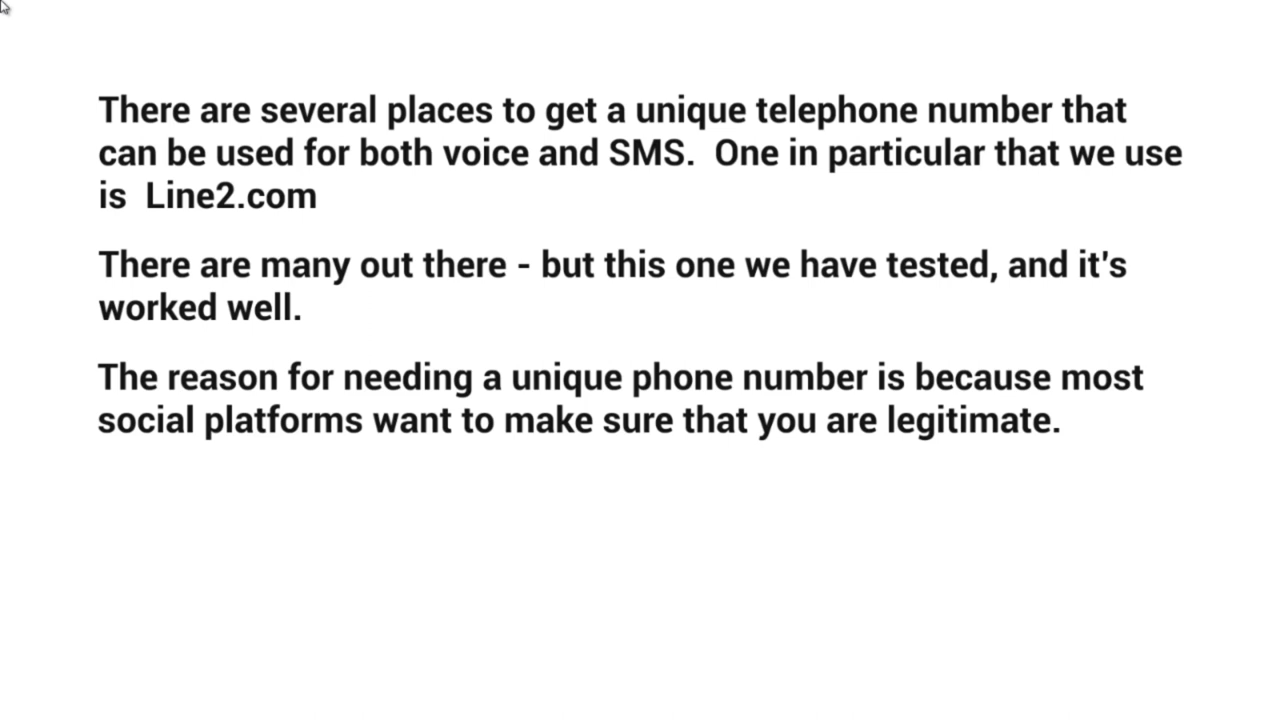 There are several places to get a unique telephone number that
can be used for both voice and SMS.  One in particular that we use
is  Line2.com
There are many out there - but this one we have tested, and it's
worked well.
The reason for needing a unique phone number is because most
social platforms want to make sure that you are legitimate.